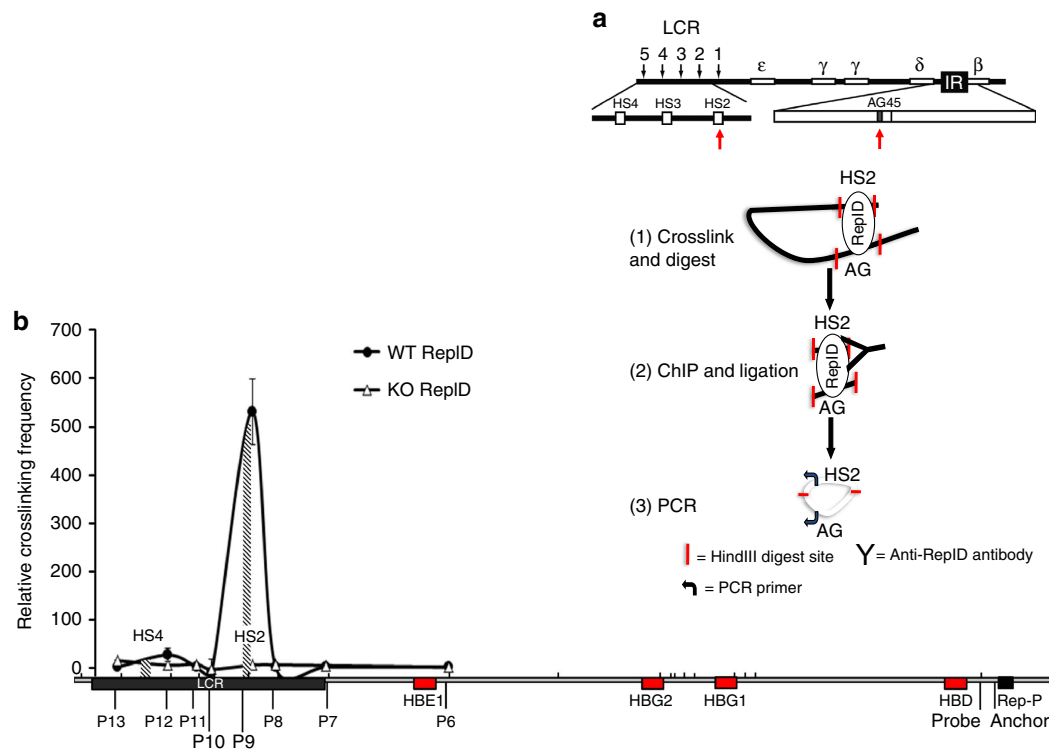 a
LCR
5 4 3 2 1
ε γ γ δ IR β
HS4 HS3 HS2
AG45
HS2
RepID
(1) Crosslink
and digest
AG
HS2
RepID
(2) ChIP and ligation
AG
HS2
(3) PCR
AG
= HindIII digest site
= Anti-RepID antibody
= PCR primer
b
Relative crosslinking frequency
700
600
500
400
300
200
100
0
WT RepID
KO RepID
HS4
HS2
LCR
P13 P12 P11 P10 P9 P8 P7
HBE1
P6
HBG2
HBG1
HBD
Rep-P
Probe
Anchor